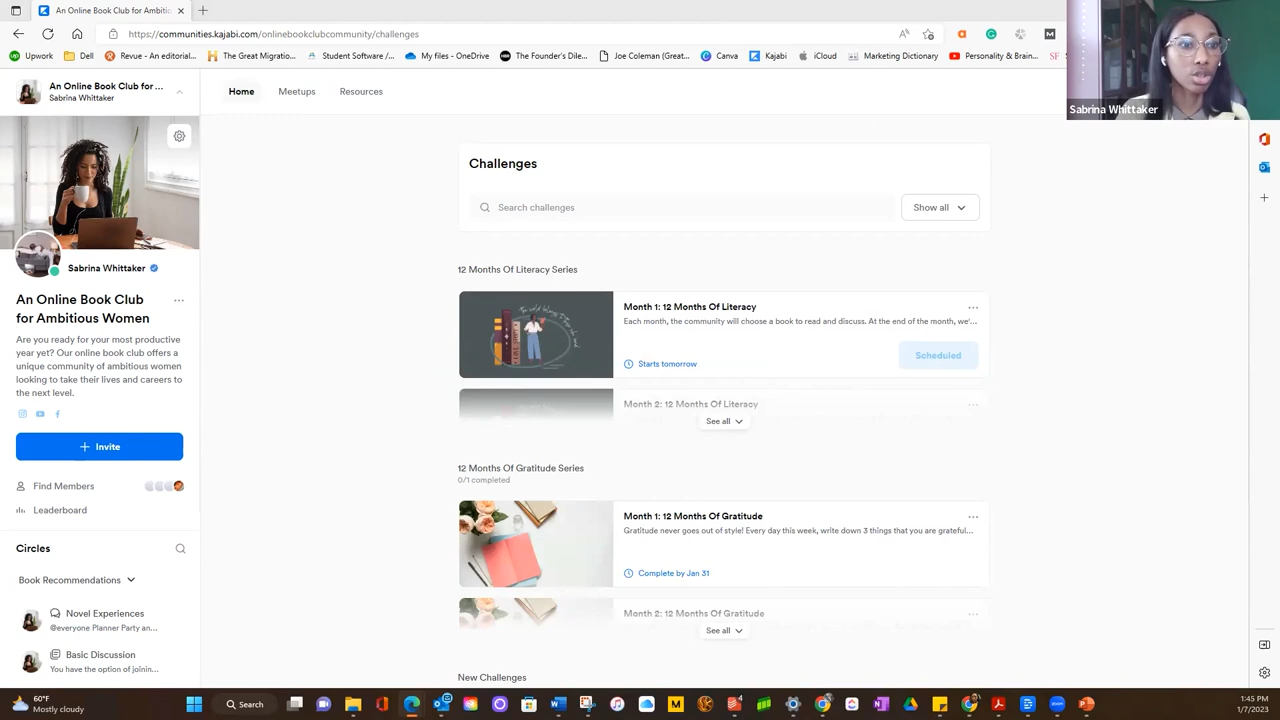 An Online Book Club for Ambitio
https://communities.kajabi.com/onlinebookclubcommunity/challenges
Upwork
Dell
Revue - An editorial...
The Great Migratio...
Student Software /...
My files - OneDrive
The Founder's Dile...
Joe Coleman (Great...
Canva
Kajabi
iCloud
Marketing Dictionary
Personality & Brain...
SF
Sabrina Whittaker
An Online Book Club for ...
Sabrina Whittaker
Home
Meetups
Resources
Sabrina Whittaker
An Online Book Club
for Ambitious Women
Are you ready for your most productive
year yet? Our online book club offers a
unique community of ambitious women
looking to take their lives and careers to
the next level.
Invite
Find Members
Leaderboard
Circles
Book Recommendations
Novel Experiences
@everyone Planner Party an...
Basic Discussion
You have the option of joinin...
Challenges
Search challenges
Show all
12 Months Of Literacy Series
Month 1: 12 Months Of Literacy
Each month, the community will choose a book to read and discuss. At the end of the month, we'...
Starts tomorrow
Scheduled
Month 2: 12 Months Of Literacy
See all
12 Months Of Gratitude Series
0/1 completed
Month 1: 12 Months Of Gratitude
Gratitude never goes out of style! Every day this week, write down 3 things that you are grateful...
Complete by Jan 31
Month 2: 12 Months Of Gratitude
See all
New Challenges
60°F
Mostly cloudy
Search
1:45 PM
1/7/2023